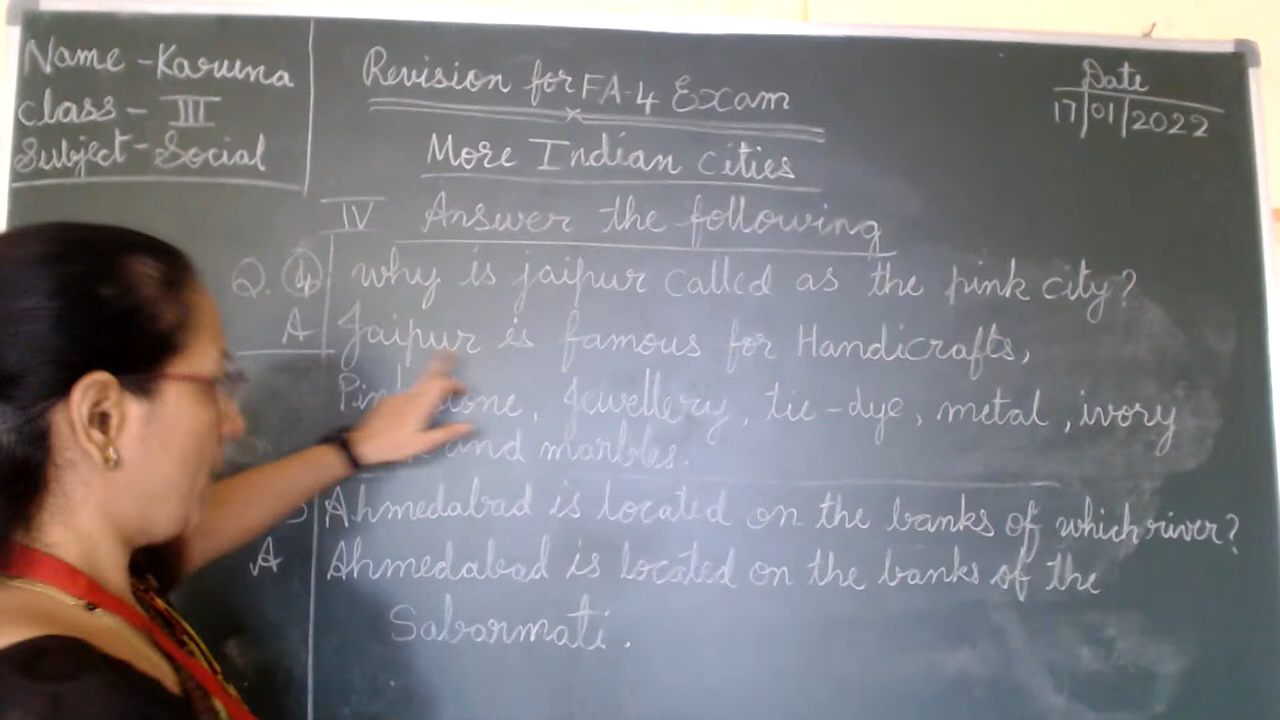 Name - Karuna
Class - III
Subject - Social
Revision for FA-4 Exam
Date
17/01/2022
More Indian Cities
IV Answer the following
Q. 4 why is jaipur called as the pink city?
A Jaipur is famous for Handicrafts,
jewellery, tie-dye, metal, ivory
and marbles.
Ahmedabad is located on the banks of which river?
A Ahmedabad is located on the banks of the
Sabarmati.